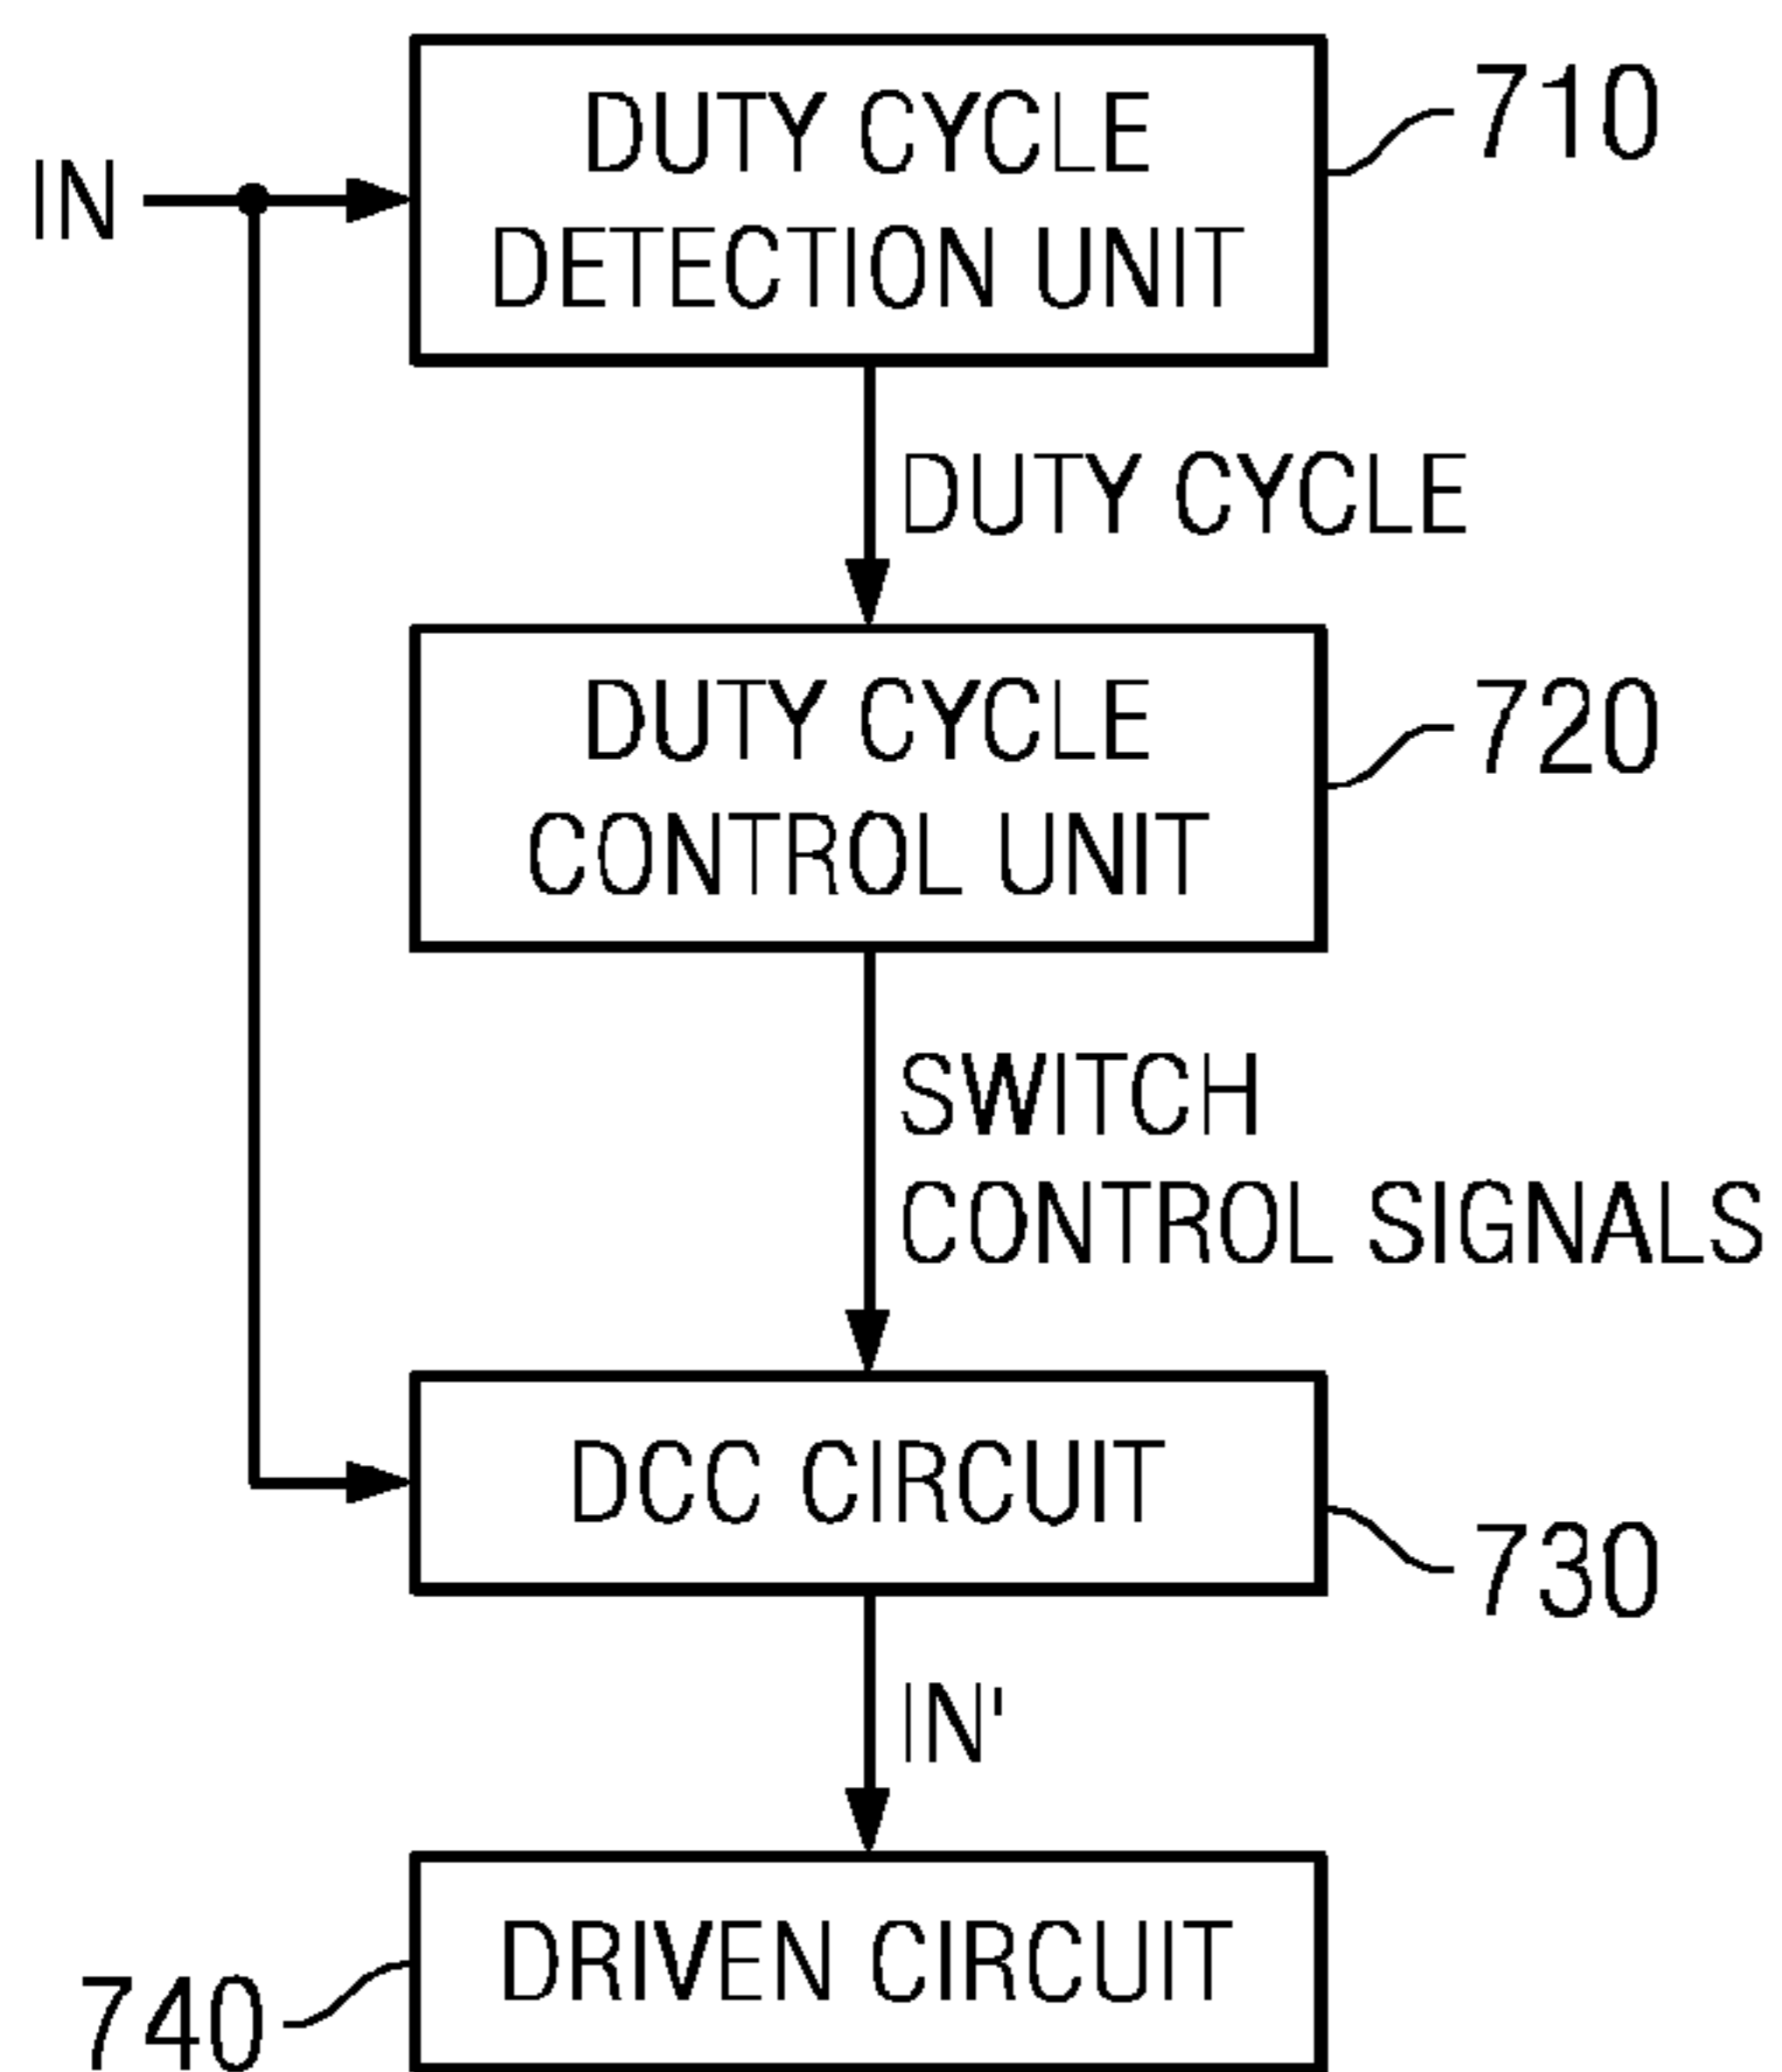 DUTY CYCLE
DETECTION UNIT
710
IN
DUTY CYCLE
DUTY CYCLE
CONTROL UNIT
720
SWITCH
CONTROL SIGNALS
DCC CIRCUIT
730
IN'
DRIVEN CIRCUIT
740